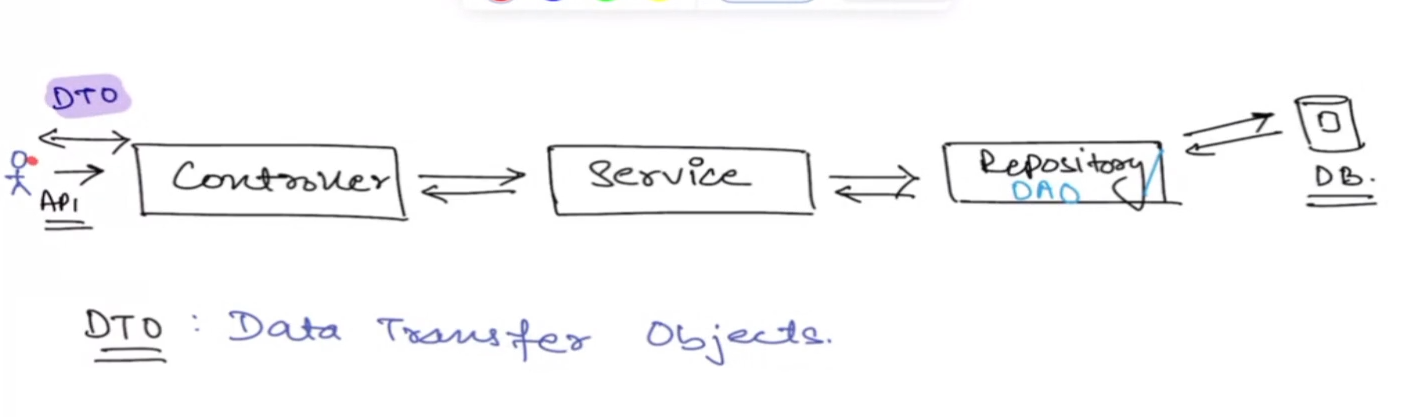 DTO
API
Controller
Service
Repository/
DAO
DB.
DTO : Data Transfer Objects.